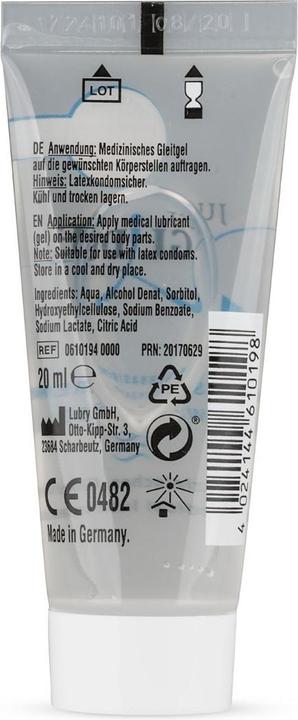 LOT
DE Anwendung: Medizinisches Gleitgel
auf die gewünschten Körperstellen auftragen.
Hinweis: Latexkondomsicher.
Kühl und trocken lagern.
EN Application: Apply medical lubricant
(gel) on the desired body parts.
Note: Suitable for use with latex condoms.
Store in a cool and dry place.
Ingredients: Aqua, Alcohol Denat, Sorbitol,
Hydroxyethylcellulose, Sodium Benzoate,
Sodium Lactate, Citric Acid
REF 0610194 0000 PRN: 20170629
20 ml ℮
PE
Lubry GmbH,
Otto-Kipp-Str. 3,
23684 Scharbeutz, Germany
CE 0482
Made in Germany.
4 024144 610198